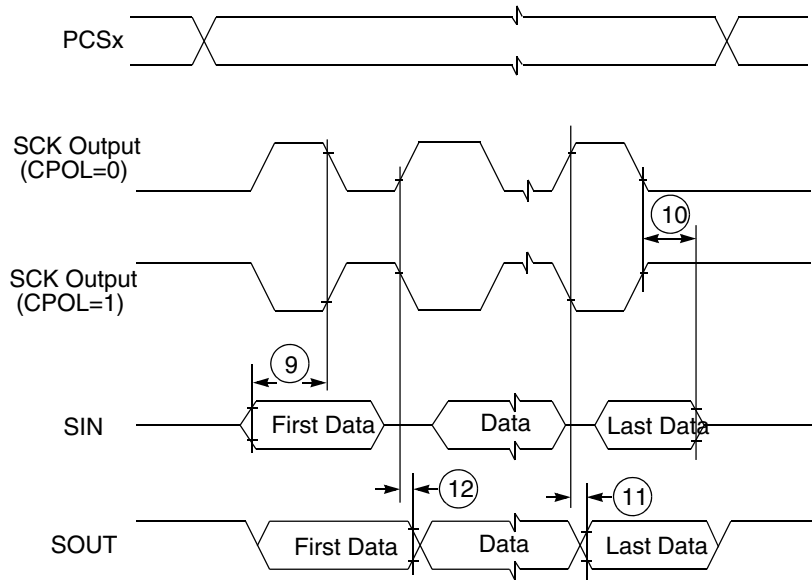 PCSx
SCK Output
(CPOL=0)
10
SCK Output
(CPOL=1)
9
SIN
First Data
Data
Last Data
12
11
SOUT
First Data
Data
Last Data